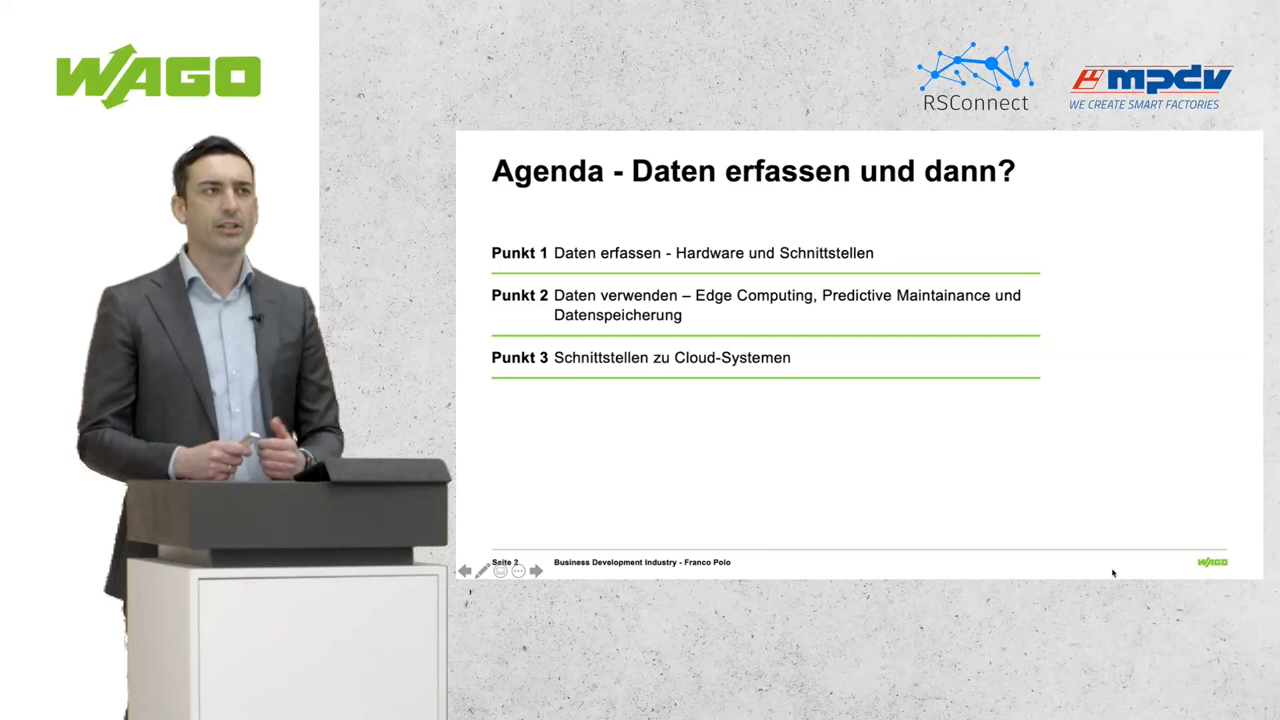 WAGO
RSConnect
mpdv
WE CREATE SMART FACTORIES
Agenda - Daten erfassen und dann?
Punkt 1 Daten erfassen - Hardware und Schnittstellen
Punkt 2 Daten verwenden – Edge Computing, Predictive Maintainance und
Datenspeicherung
Punkt 3 Schnittstellen zu Cloud-Systemen
Seite 2 Business Development Industry - Franco Polo
WAGO